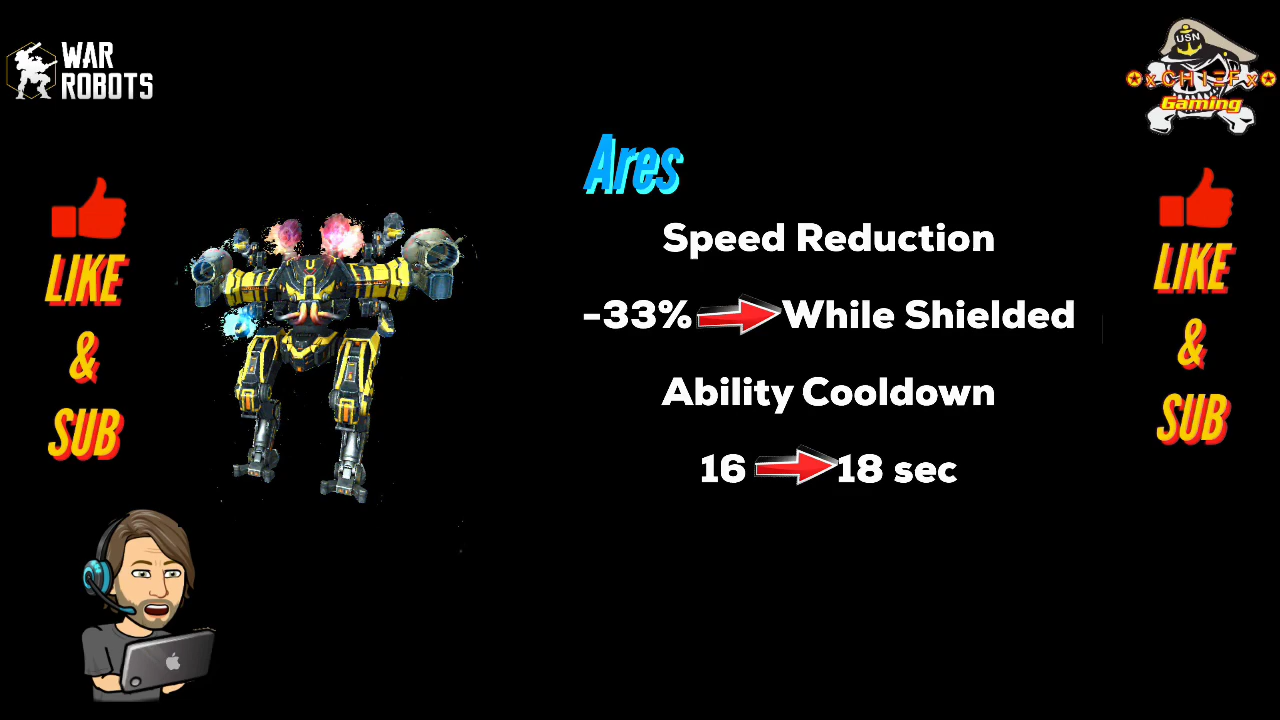 WAR
ROBOTS
USN
xCHIEFx
Gaming
Ares
Speed Reduction
-33% While Shielded
Ability Cooldown
16 18 sec
LIKE
&
SUB
LIKE
&
SUB